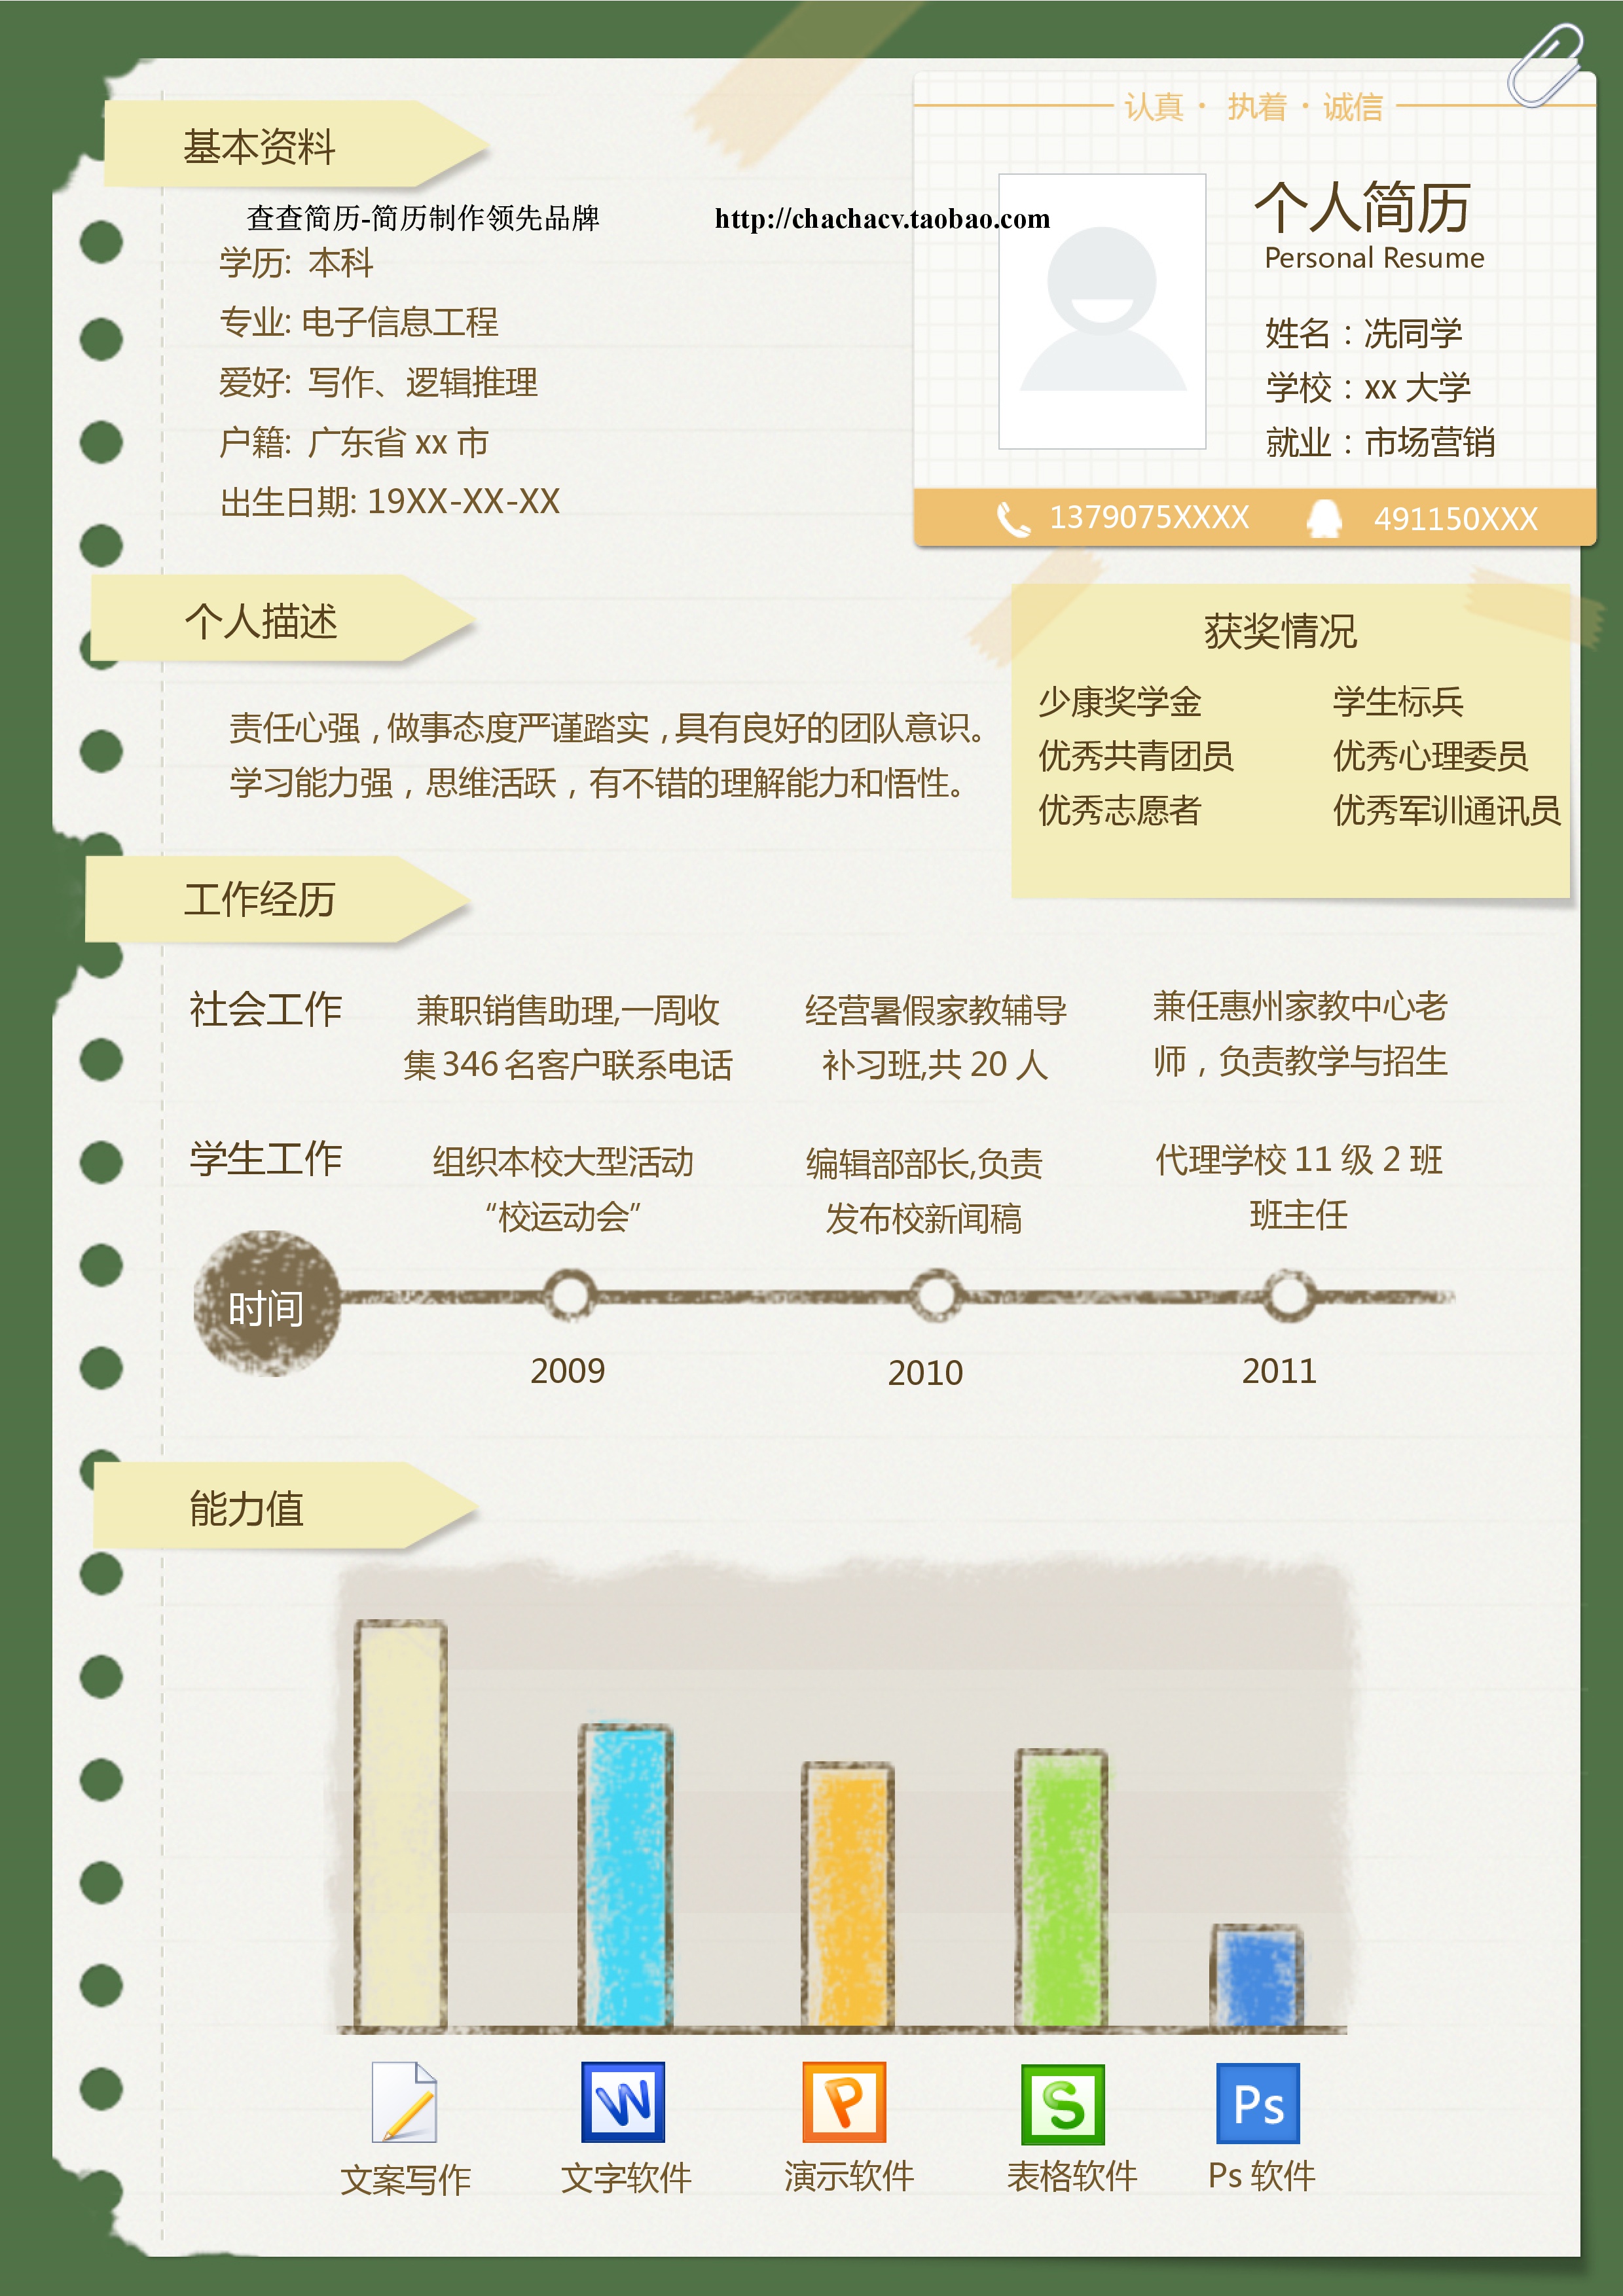 认真 · 执着 · 诚信
基本资料
个人简历
查查简历-简历制作领先品牌 http://chachacv.taobao.com
Personal Resume
学历: 本科
专业: 电子信息工程
爱好: 写作、逻辑推理
户籍: 广东省 xx 市
出生日期: 19XX-XX-XX
姓名：冼同学
学校：xx 大学
就业：市场营销
1379075XXXX 491150XXX
个人描述
责任心强，做事态度严谨踏实，具有良好的团队意识。
学习能力强，思维活跃，有不错的理解能力和悟性。
获奖情况
少康奖学金 学生标兵
优秀共青团员 优秀心理委员
优秀志愿者 优秀军训通讯员
工作经历
社会工作
兼职销售助理,一周收
集 346 名客户联系电话
经营暑假家教辅导
补习班,共 20 人
兼任惠州家教中心老
师，负责教学与招生
学生工作
组织本校大型活动
“校运动会”
编辑部部长,负责
发布校新闻稿
代理学校 11 级 2 班
班主任
时间
2009 2010 2011
能力值
W P S Ps
文案写作 文字软件 演示软件 表格软件 Ps 软件